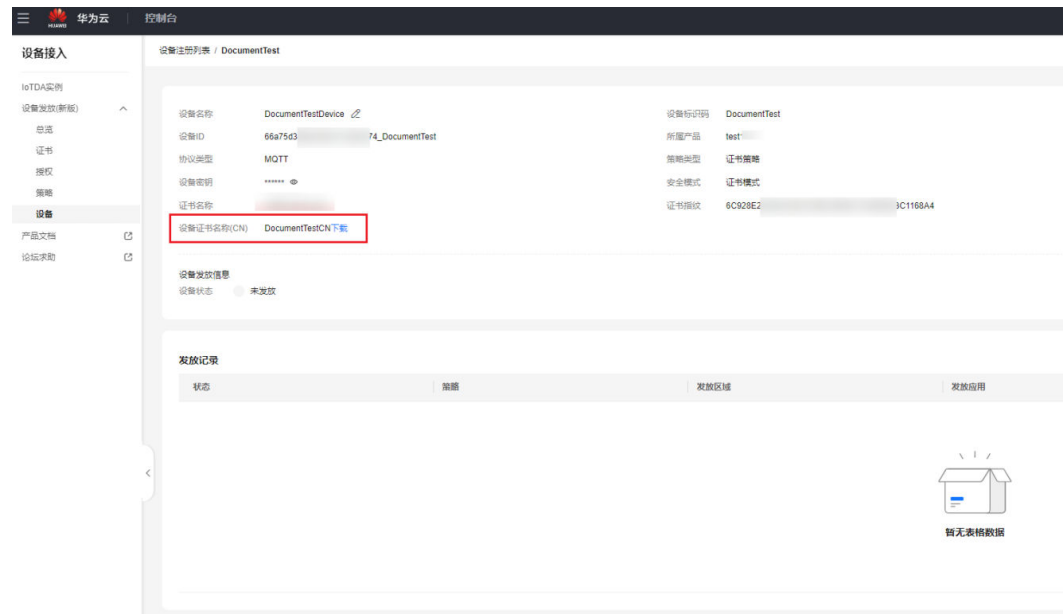 HUAWEI 华为云 控制台
设备接入
设备注册列表 / DocumentTest
IoTDA实例
设备发放(新版)
总览
证书
授权
策略
设备
产品文档
论坛求助
设备名称 DocumentTestDevice 设备标识码 DocumentTest
设备ID 66a75d3 74_DocumentTest 所属产品 test
协议类型 MQTT 策略类型 证书策略
设备密钥 ****** 安全模式 证书模式
证书名称 证书指纹 6C928E2 3C1168A4
设备证书名称(CN) DocumentTestCN下载
设备发放信息
设备状态 未发放
发放记录
状态 策略 发放区域 发放应用
暂无表格数据